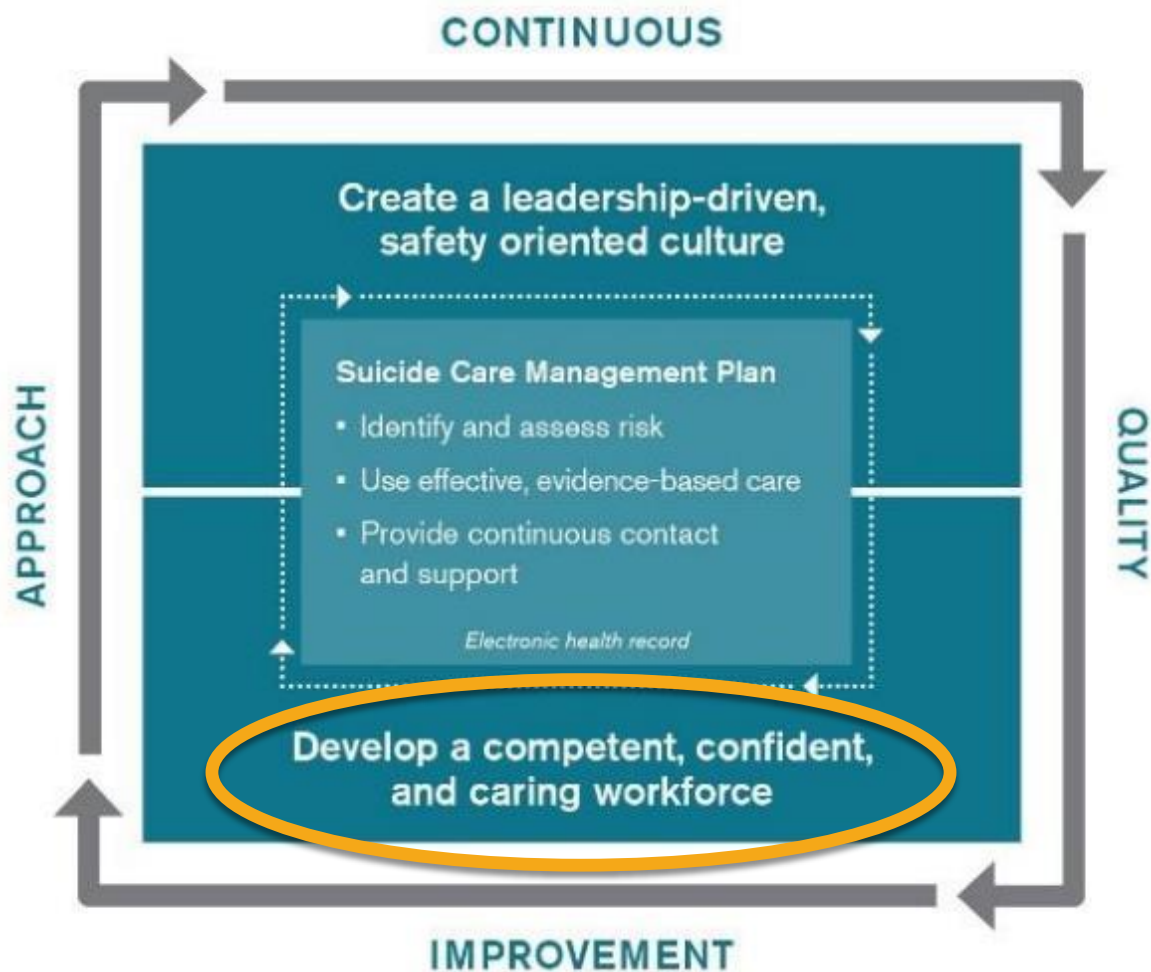 CONTINUOUS
Create a leadership-driven,
safety oriented culture
APPROACH
Suicide Care Management Plan
▪ Identify and assess risk
▪ Use effective, evidence-based care
▪ Provide continuous contact
and support
Electronic health record
QUALITY
Develop a competent, confident,
and caring workforce
IMPROVEMENT